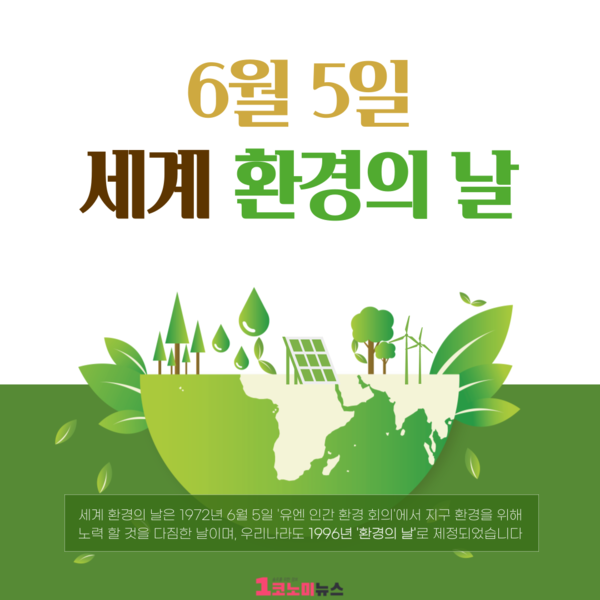 6월 5일
세계 환경의 날
세계 환경의 날은 1972년 6월 5일 '유엔 인간 환경 회의'에서 지구 환경을 위해
노력 할 것을 다짐한 날이며, 우리나라도 1996년 '환경의 날'로 제정되었습니다
1코노미뉴스